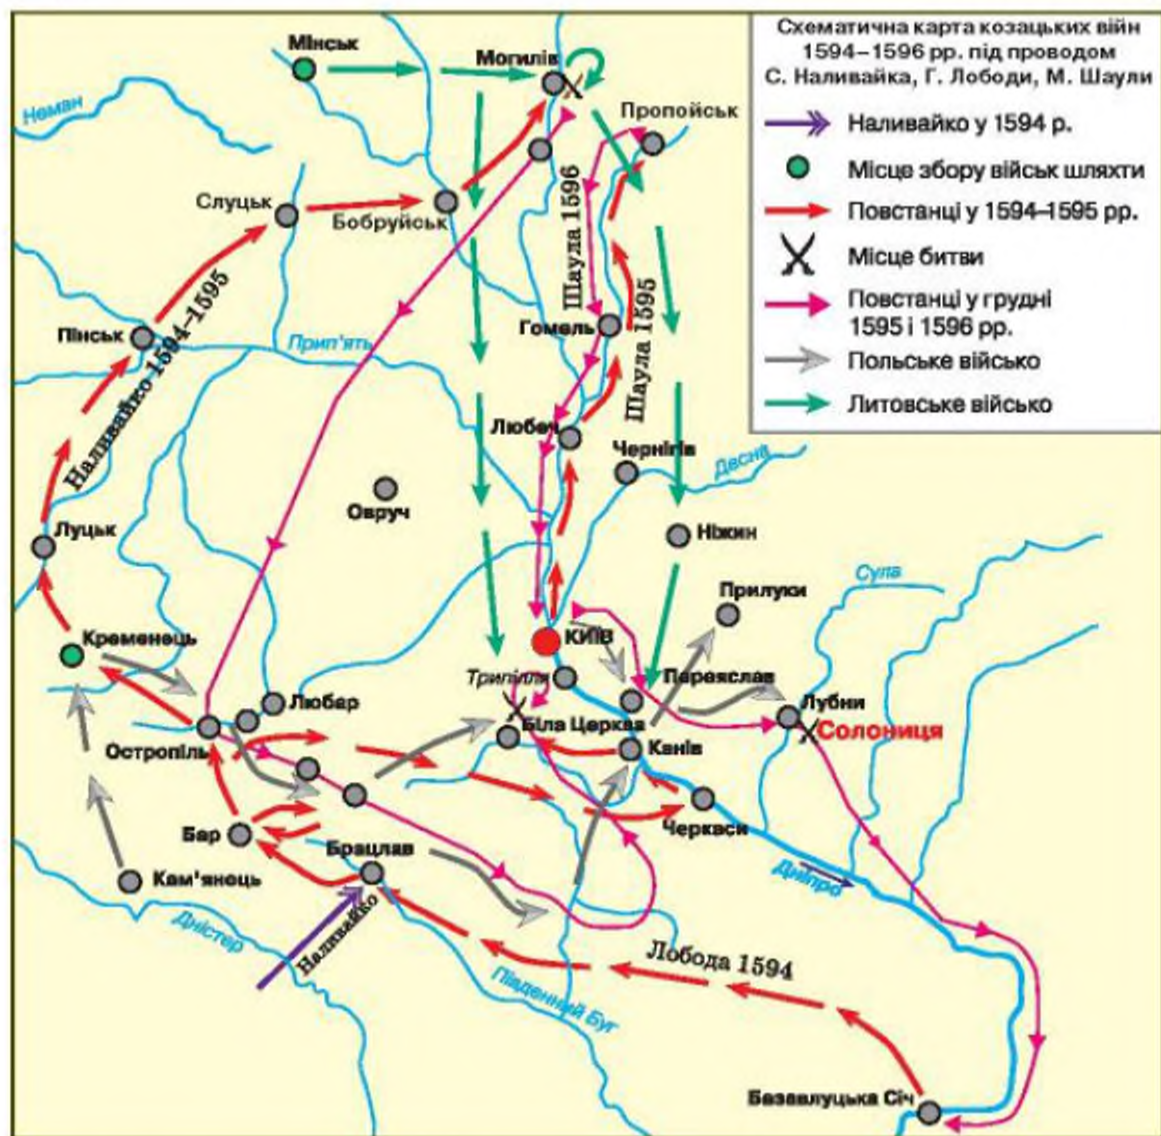 Схематична карта козацьких війн
1594–1596 рр. під проводом
С. Наливайка, Г. Лободи, М. Шаули
Наливайко у 1594 р.
Місце збору військ шляхти
Повстанці у 1594–1595 рр.
Місце битви
Повстанці у грудні
1595 і 1596 рр.
Польське військо
Литовське військо
Мінськ
Могилів
Неман
Пропойськ
Слуцьк
Бобруйськ
Шаула 1596
Наливайко 1594–1595
Пінськ
Прип'ять
Гомель
Шаула 1595
Любеч
Чернігів
Десна
Овруч
Луцьк
Ніжин
Сула
Прилуки
Кременець
КИЇВ
Трипілля
Переяслав
Любар
Лубни
Солониця
Біла Церква
Остропіль
Канів
Бар
Черкаси
Брацлав
Кам'янець
Дніпро
Дністер
Наливайко
Лобода 1594
Південний Буг
Базавлуцька Січ